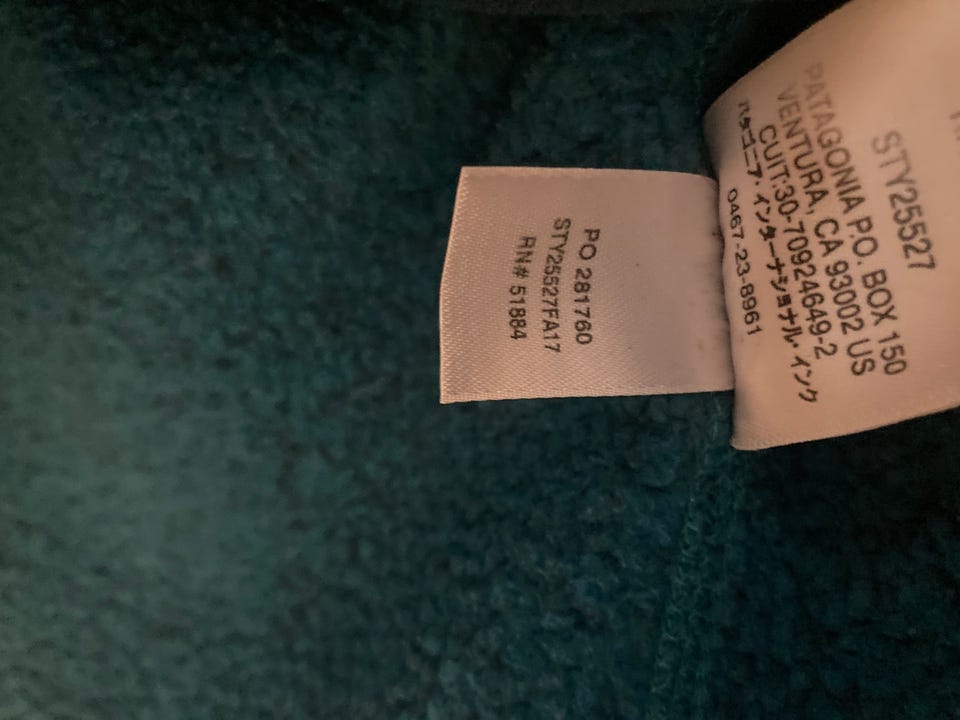 PO 281760
STY25527FA17
RN# 51884
STY25527
PATAGONIA P.O. BOX 150
VENTURA, CA 93002 US
CUIT:30-70924649-2
パタゴニア・インターナショナル・インク
0467-23-8961